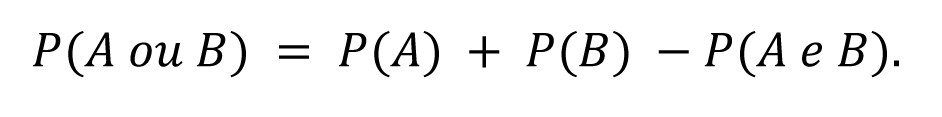 P(A ou B) = P(A) + P(B) − P(A e B).